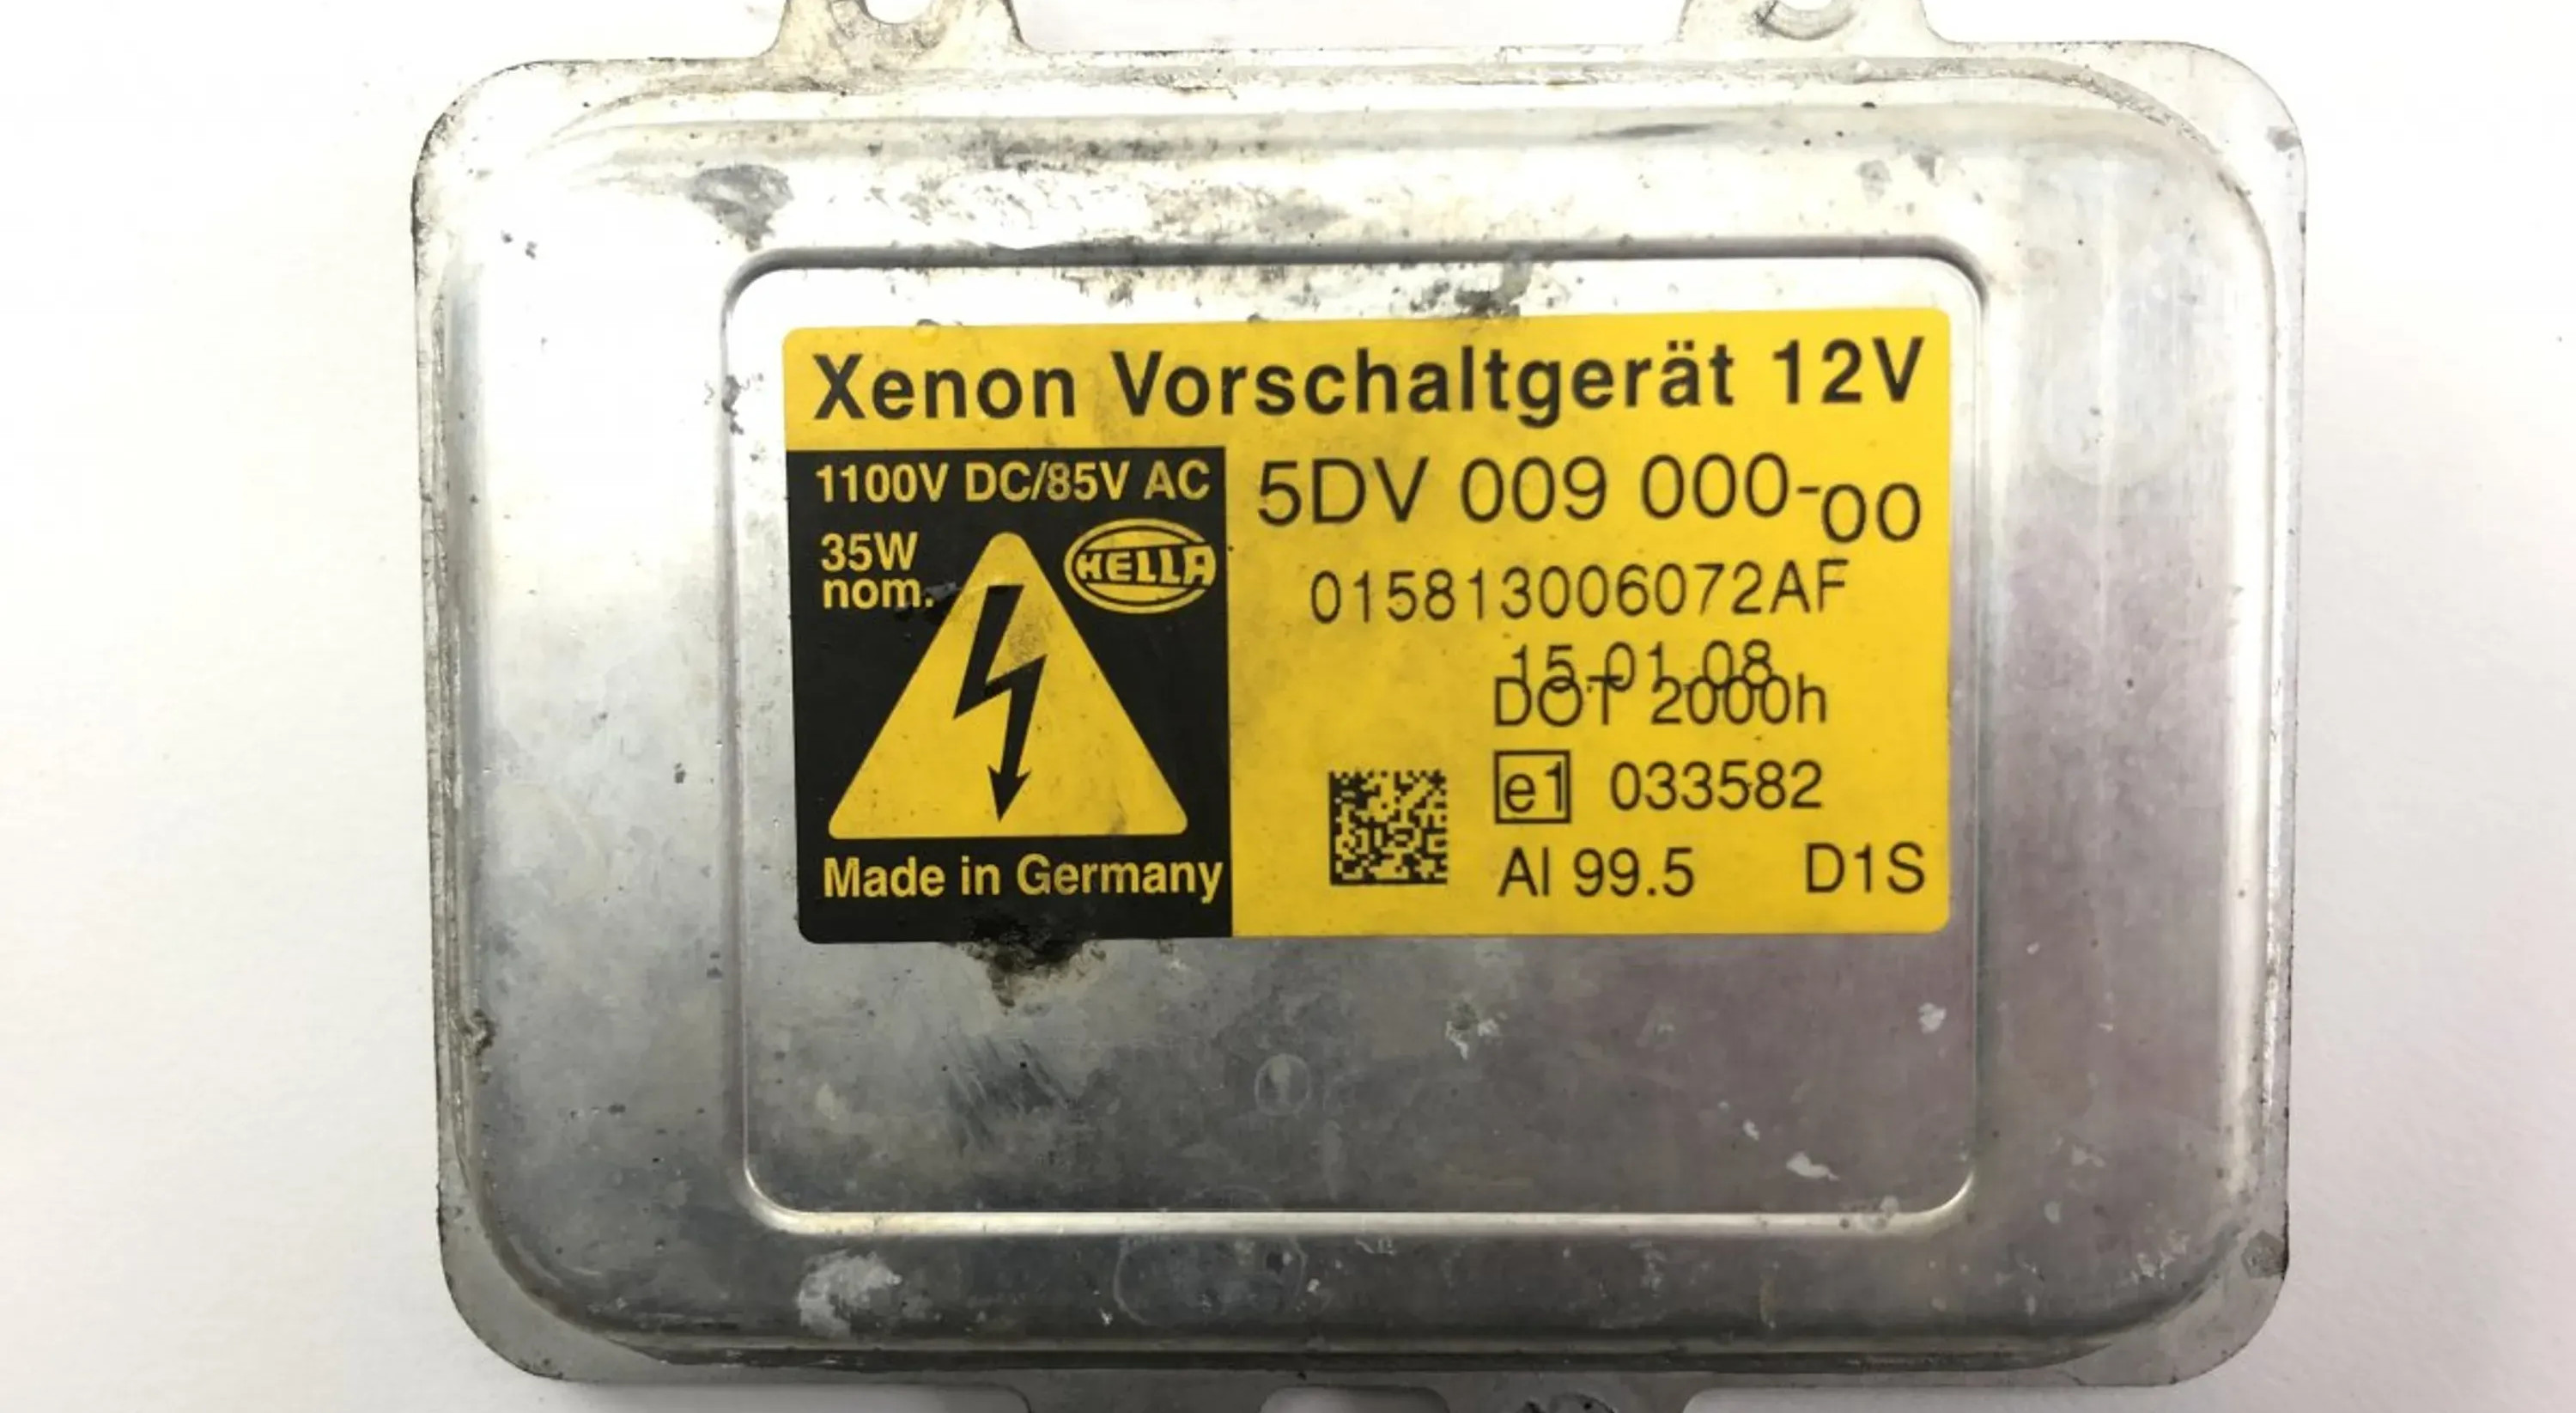 Xenon Vorschaltgerät 12V
1100V DC/85V AC
35W
nom.
HELLA
Made in Germany
5DV 009 000-00
015813006072AF
15.01.08
DOT 2000h
e1 033582
Al 99.5 D1S